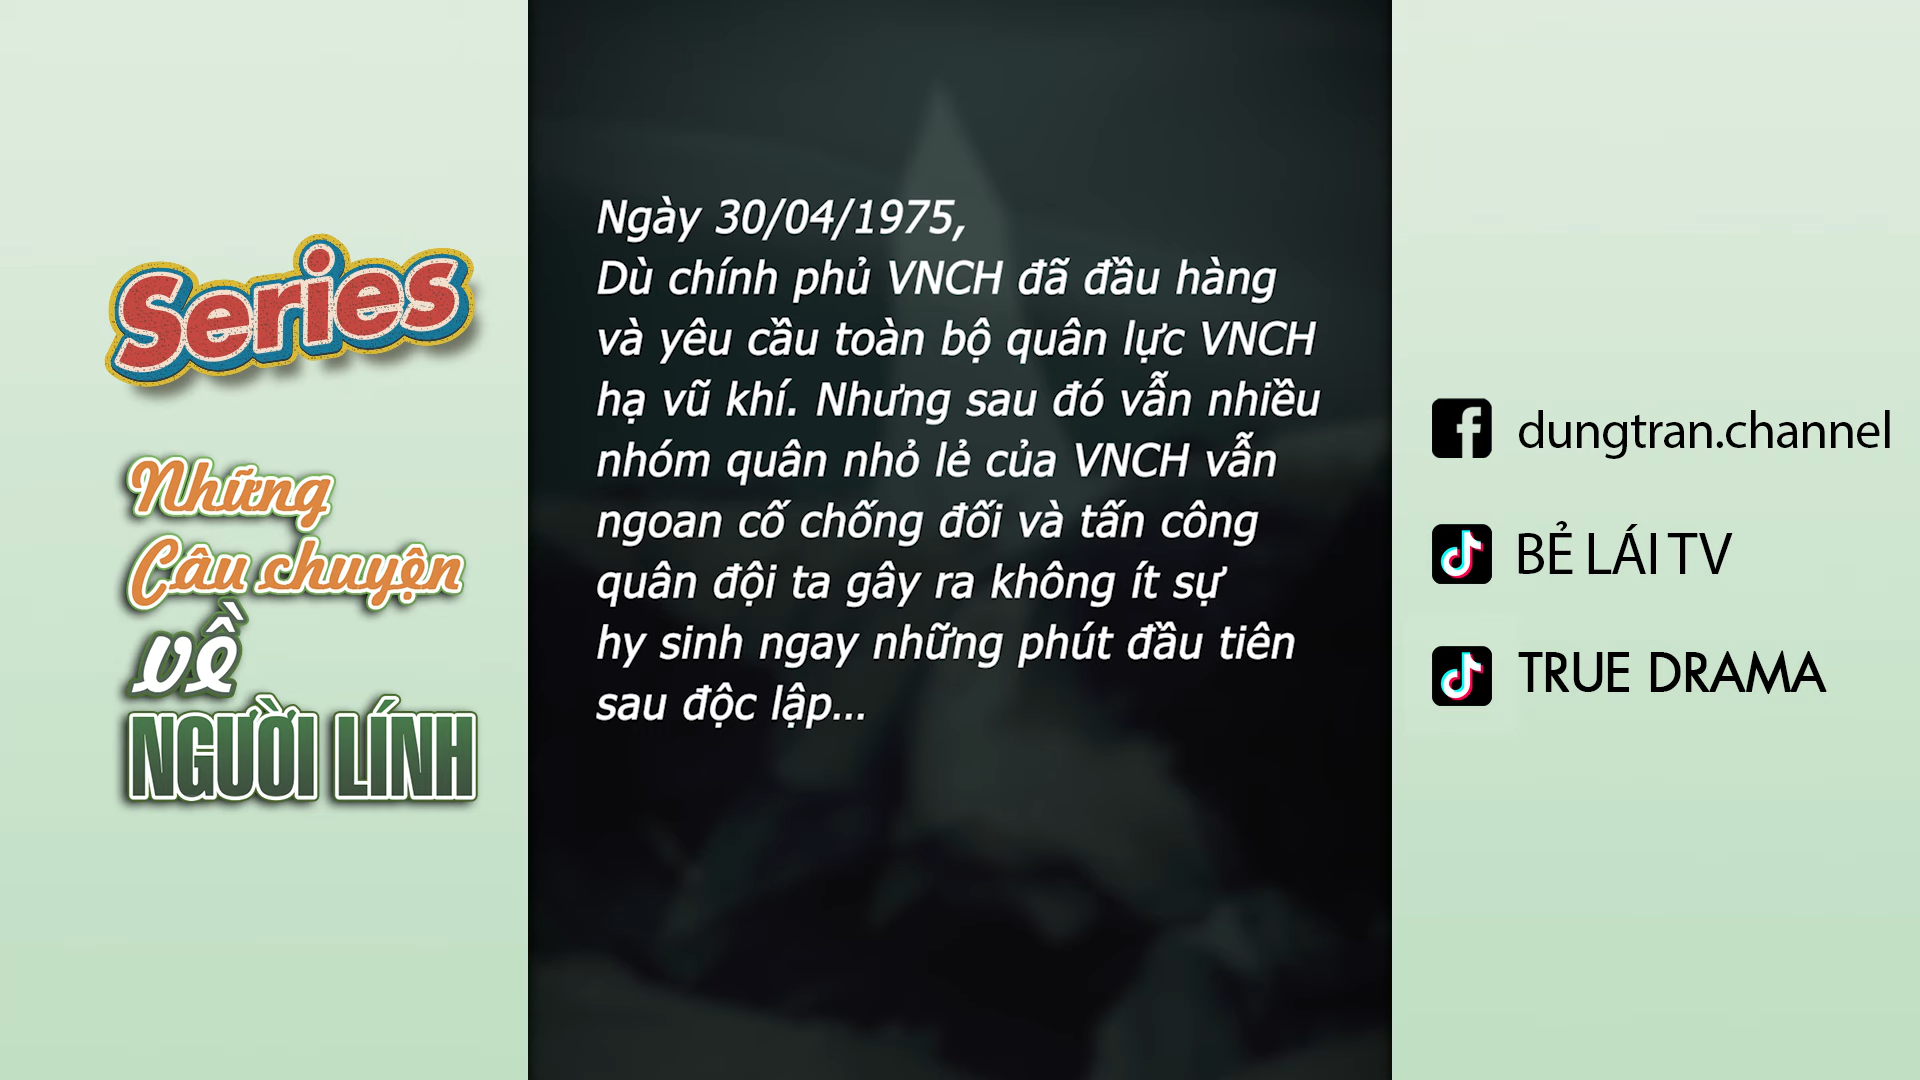 Series
Những
Câu chuyện
về
NGƯỜI LÍNH
Ngày 30/04/1975,
Dù chính phủ VNCH đã đầu hàng
và yêu cầu toàn bộ quân lực VNCH
hạ vũ khí. Nhưng sau đó vẫn nhiều
nhóm quân nhỏ lẻ của VNCH vẫn
ngoan cố chống đối và tấn công
quân đội ta gây ra không ít sự
hy sinh ngay những phút đầu tiên
sau độc lập...
dungtran.channel
BẺ LÁI TV
TRUE DRAMA